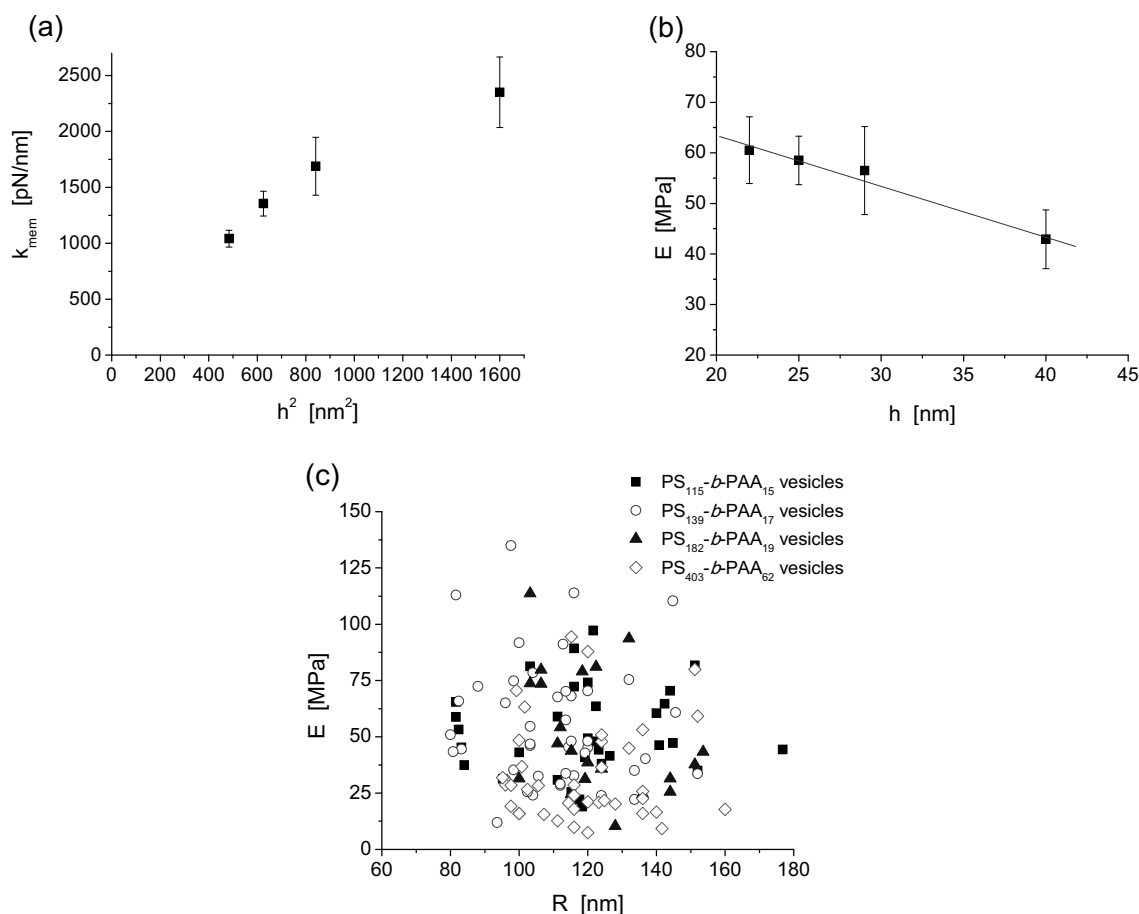 (a)
2500
2000
1500
1000
500
0
k_mem [pN/nm]
0 200 400 600 800 1000 1200 1400 1600
h² [nm²]
(b)
80
70
60
50
40
30
20
E [MPa]
20 25 30 35 40 45
h [nm]
(c)
PS₁₁₅-b-PAA₁₅ vesicles
PS₁₃₉-b-PAA₁₇ vesicles
PS₁₈₂-b-PAA₁₉ vesicles
PS₄₀₃-b-PAA₆₂ vesicles
150
125
100
75
50
25
0
E [MPa]
60 80 100 120 140 160 180
R [nm]